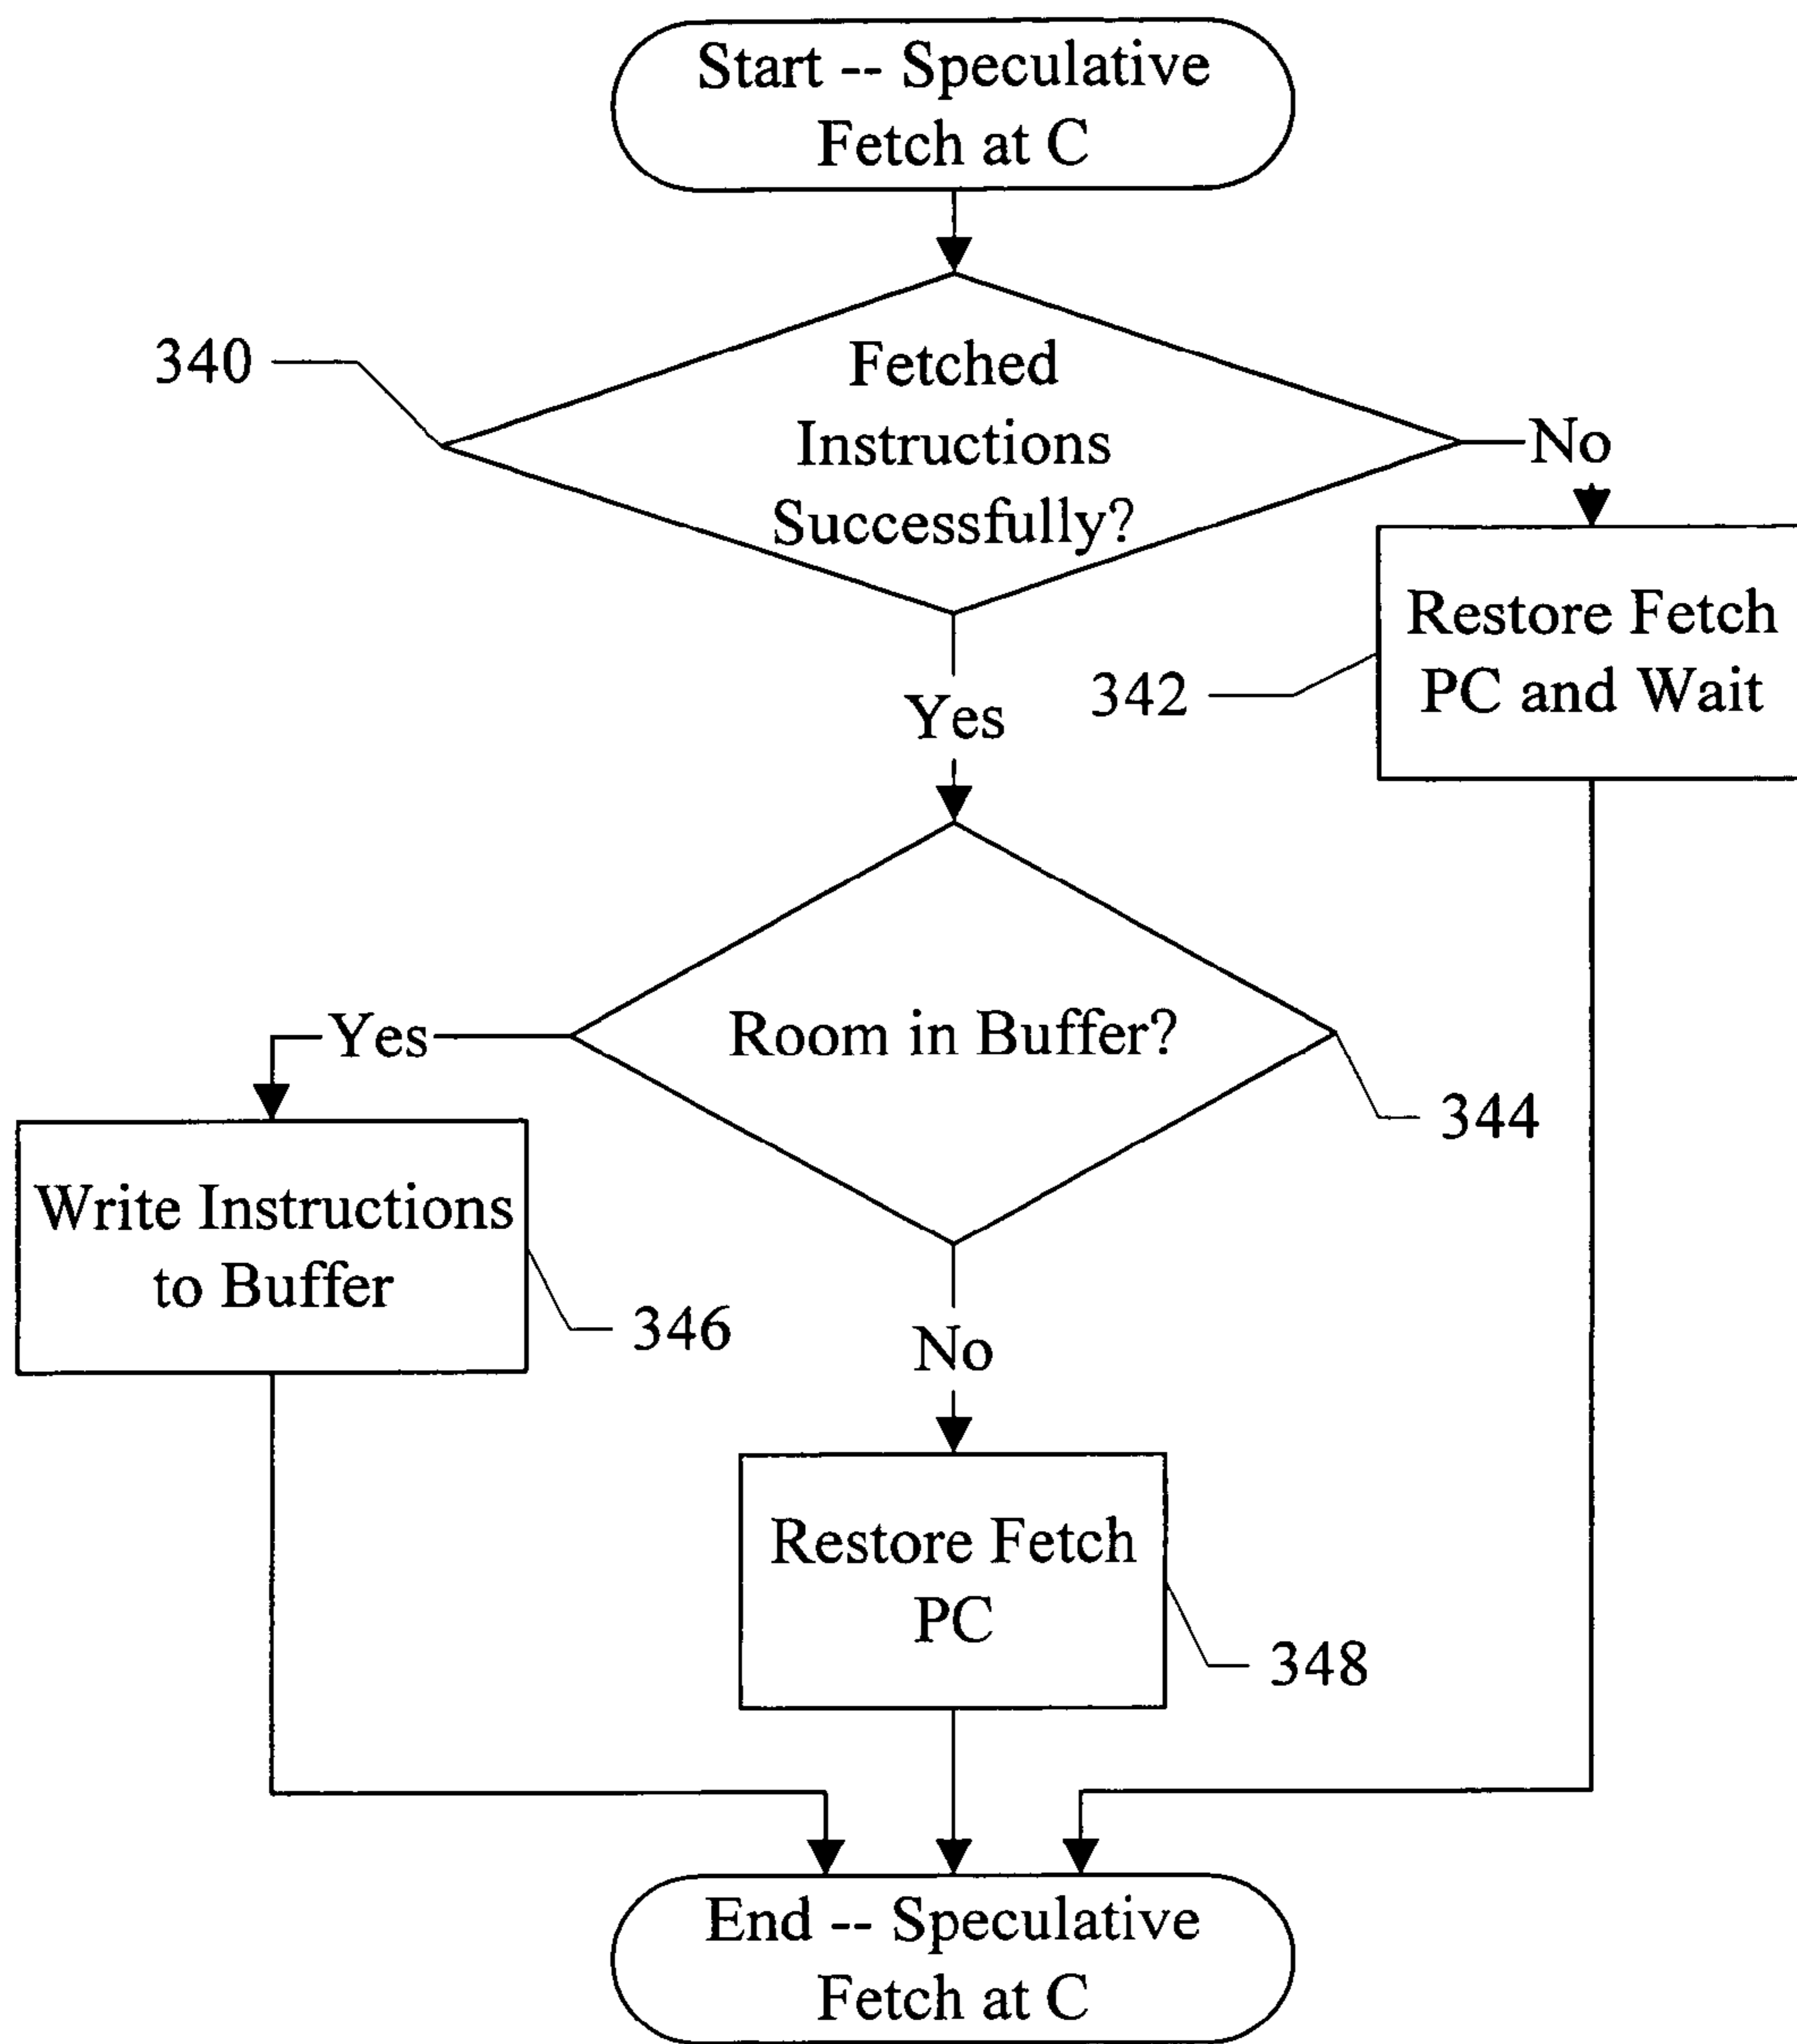 Start -- Speculative
Fetch at C
340
Fetched
Instructions
Successfully?
No
Restore Fetch
PC and Wait
342
Yes
Room in Buffer?
Yes
344
Write Instructions
to Buffer
346
No
Restore Fetch
PC
348
End -- Speculative
Fetch at C